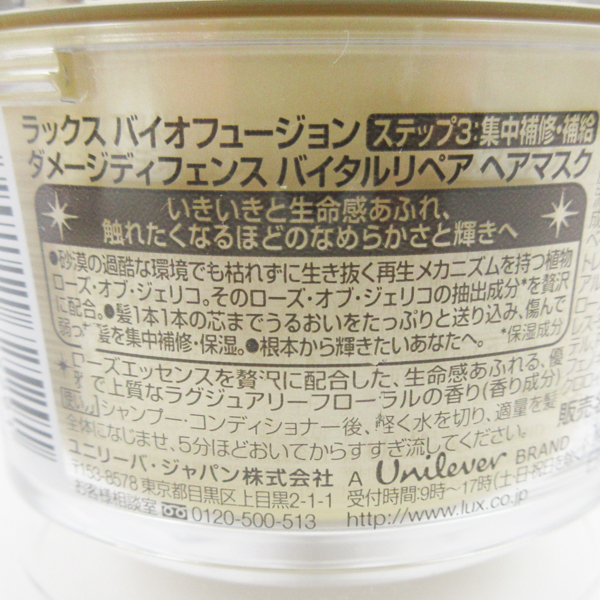 ラックス バイオフュージョン ステップ3:集中補修・補給
ダメージディフェンス バイタルリペア ヘアマスク
いきいきと生命感あふれ、
触れたくなるほどのなめらかさと輝きへ
●砂漠の過酷な環境でも枯れずに生き抜く再生メカニズムを持つ植物
ローズ・オブ・ジェリコ。そのローズ・オブ・ジェリコの抽出成分*を贅沢
に配合。●髪1本1本の芯までうるおいをたっぷりと送り込み、傷んで
弱った髪を集中補修・保湿。●根本から輝きたいあなたへ。 *保湿成分
ローズエッセンスを贅沢に配合した、生命感あふれる、優
で上質なラグジュアリーフローラルの香り(香り成分)
シャンプー・コンディショナー後、軽く水を切り、適量を髪
全体になじませ、5分ほどおいてからすすぎ流してください。
ユニリーバ・ジャパン株式会社 A Unilever BRAND
〒153-8578 東京都目黒区上目黒2-1-1 受付時間:9時〜17時(土・日・祝日を除く)
お客様相談室 0120-500-513 http://www.lux.co.jp
販売名